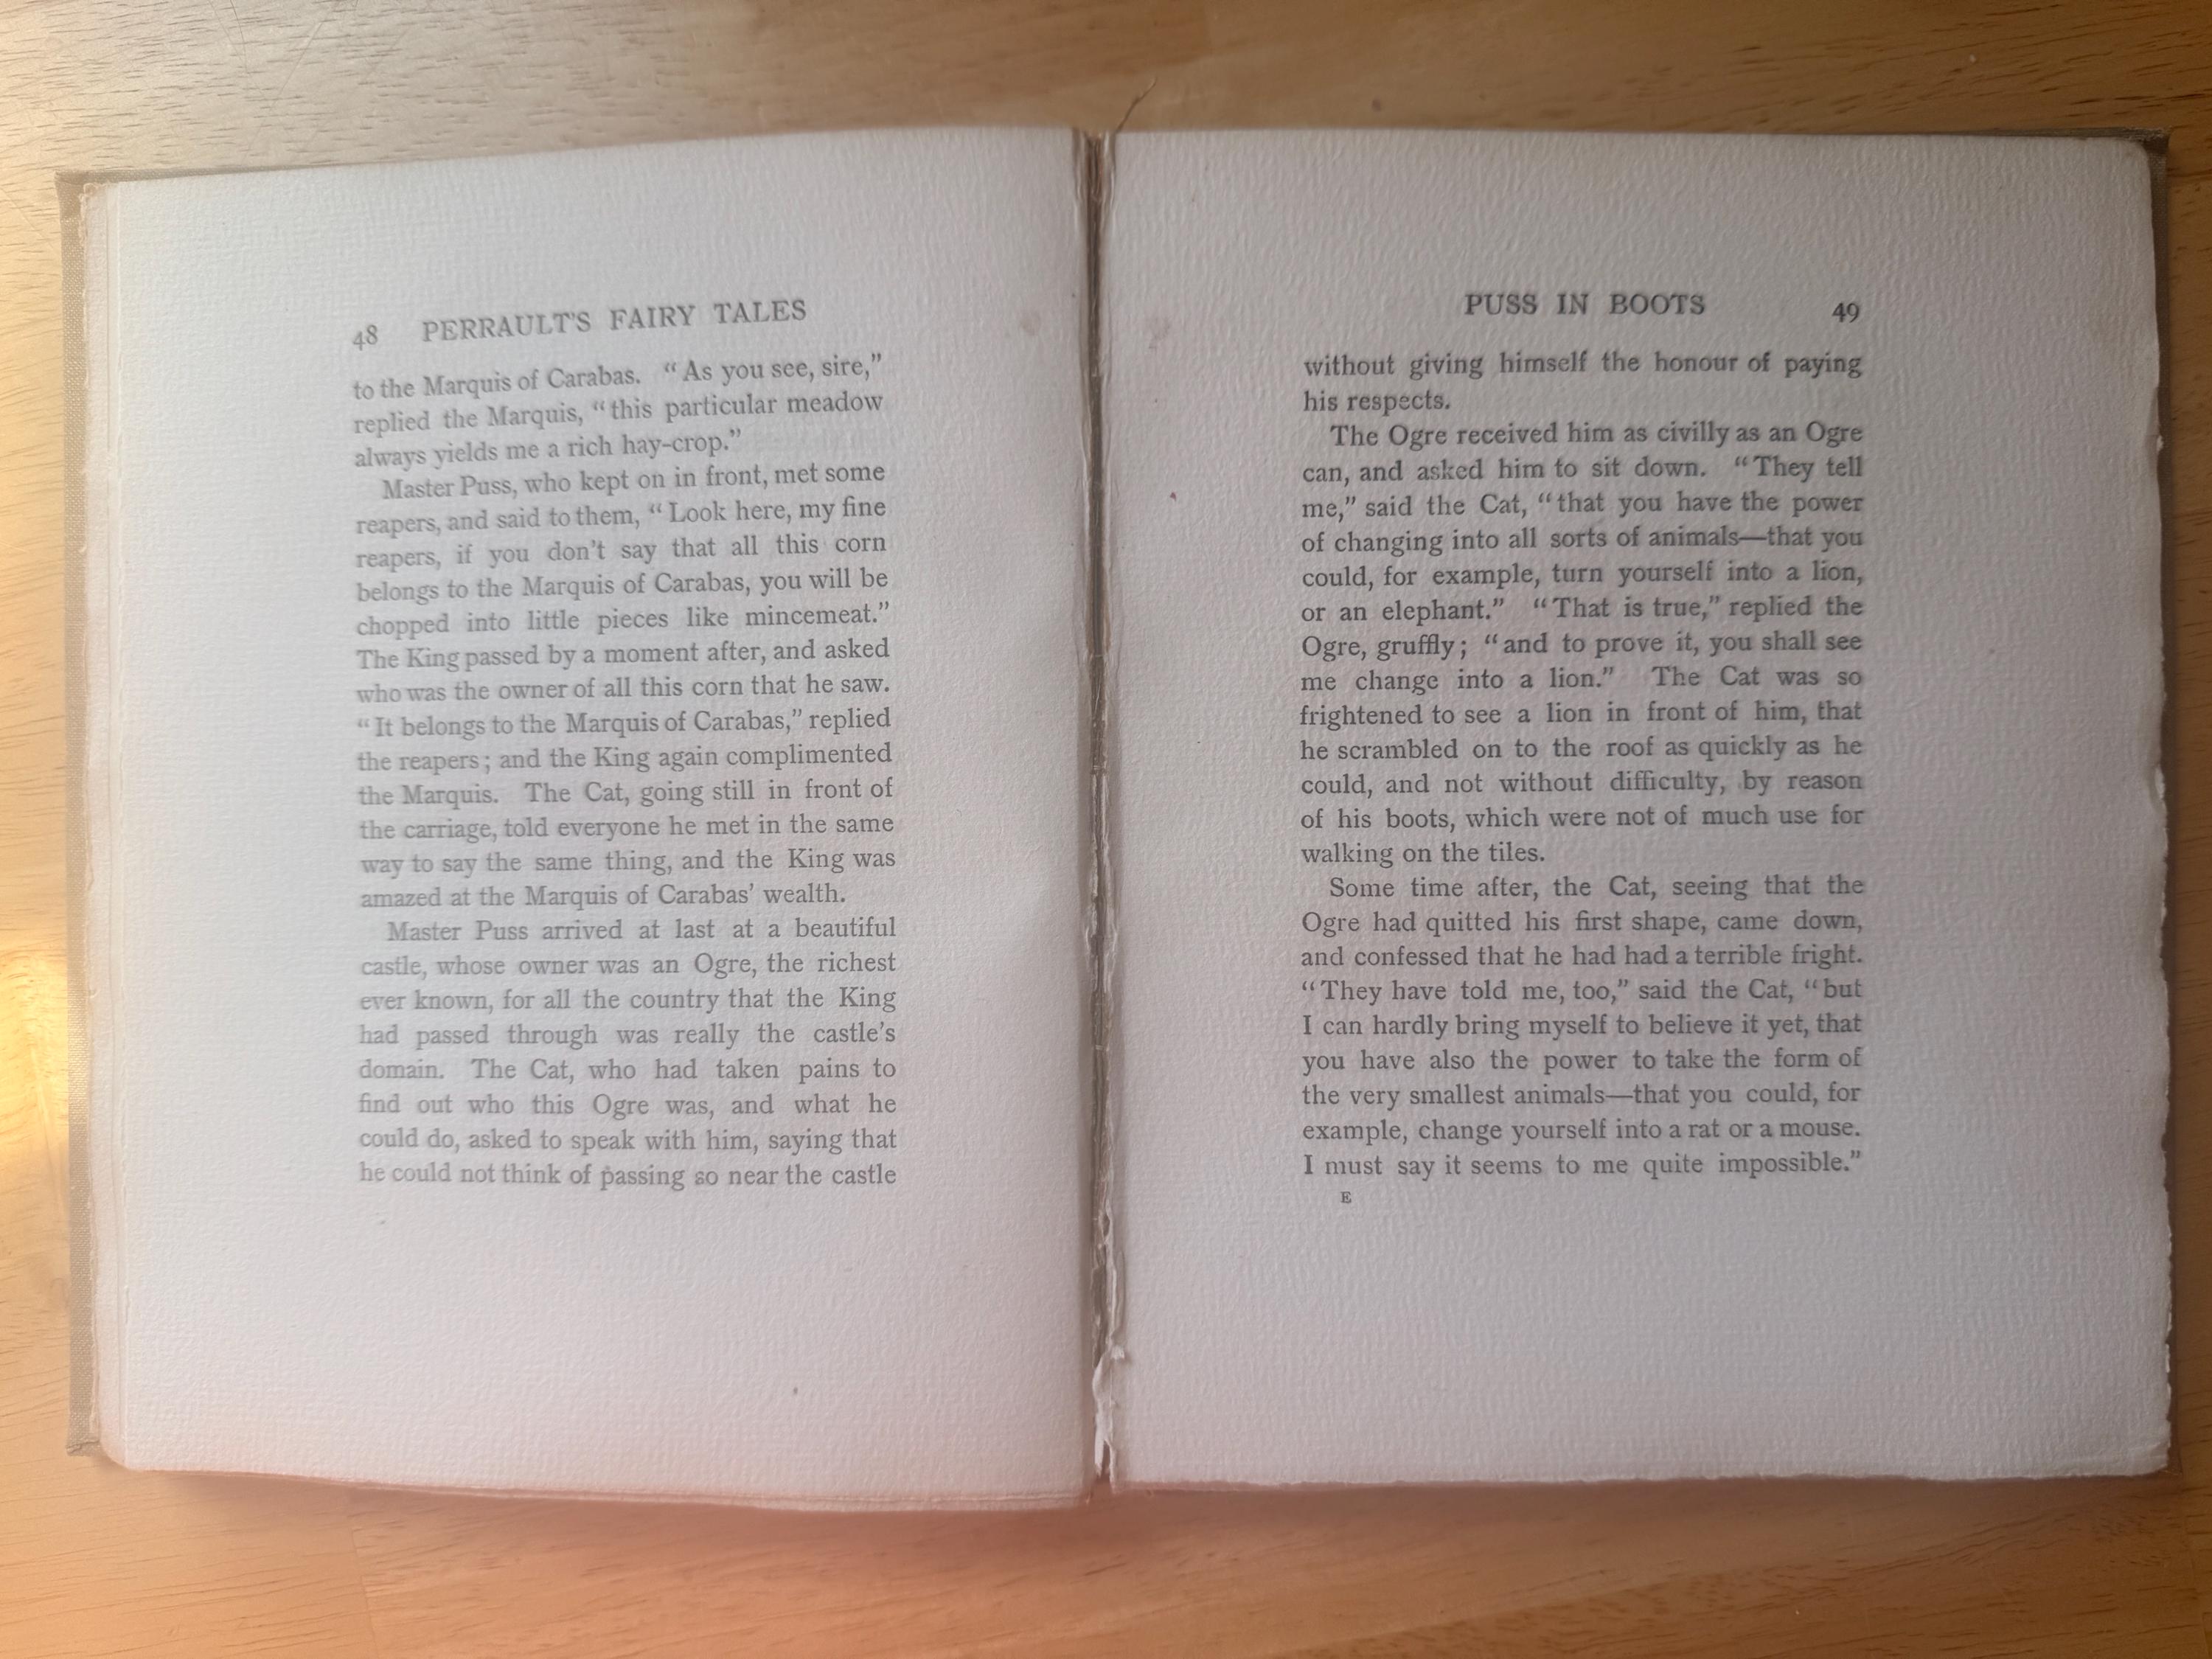 48 PERRAULT'S FAIRY TALES
to the Marquis of Carabas. “As you see, sire,”
replied the Marquis, “this particular meadow
always yields me a rich hay-crop.”
Master Puss, who kept on in front, met some
reapers, and said to them, “Look here, my fine
reapers, if you don't say that all this corn
belongs to the Marquis of Carabas, you will be
chopped into little pieces like mincemeat.”
The King passed by a moment after, and asked
who was the owner of all this corn that he saw.
“It belongs to the Marquis of Carabas,” replied
the reapers; and the King again complimented
the Marquis. The Cat, going still in front of
the carriage, told everyone he met in the same
way to say the same thing, and the King was
amazed at the Marquis of Carabas' wealth.
Master Puss arrived at last at a beautiful
castle, whose owner was an Ogre, the richest
ever known, for all the country that the King
had passed through was really the castle's
domain. The Cat, who had taken pains to
find out who this Ogre was, and what he
could do, asked to speak with him, saying that
he could not think of passing so near the castle
PUSS IN BOOTS 49
without giving himself the honour of paying
his respects.
The Ogre received him as civilly as an Ogre
can, and asked him to sit down. “They tell
me,” said the Cat, “that you have the power
of changing into all sorts of animals—that you
could, for example, turn yourself into a lion,
or an elephant.” “That is true,” replied the
Ogre, gruffly; “and to prove it, you shall see
me change into a lion.” The Cat was so
frightened to see a lion in front of him, that
he scrambled on to the roof as quickly as he
could, and not without difficulty, by reason
of his boots, which were not of much use for
walking on the tiles.
Some time after, the Cat, seeing that the
Ogre had quitted his first shape, came down,
and confessed that he had had a terrible fright.
“They have told me, too,” said the Cat, “but
I can hardly bring myself to believe it yet, that
you have also the power to take the form of
the very smallest animals—that you could, for
example, change yourself into a rat or a mouse.
I must say it seems to me quite impossible.”
E